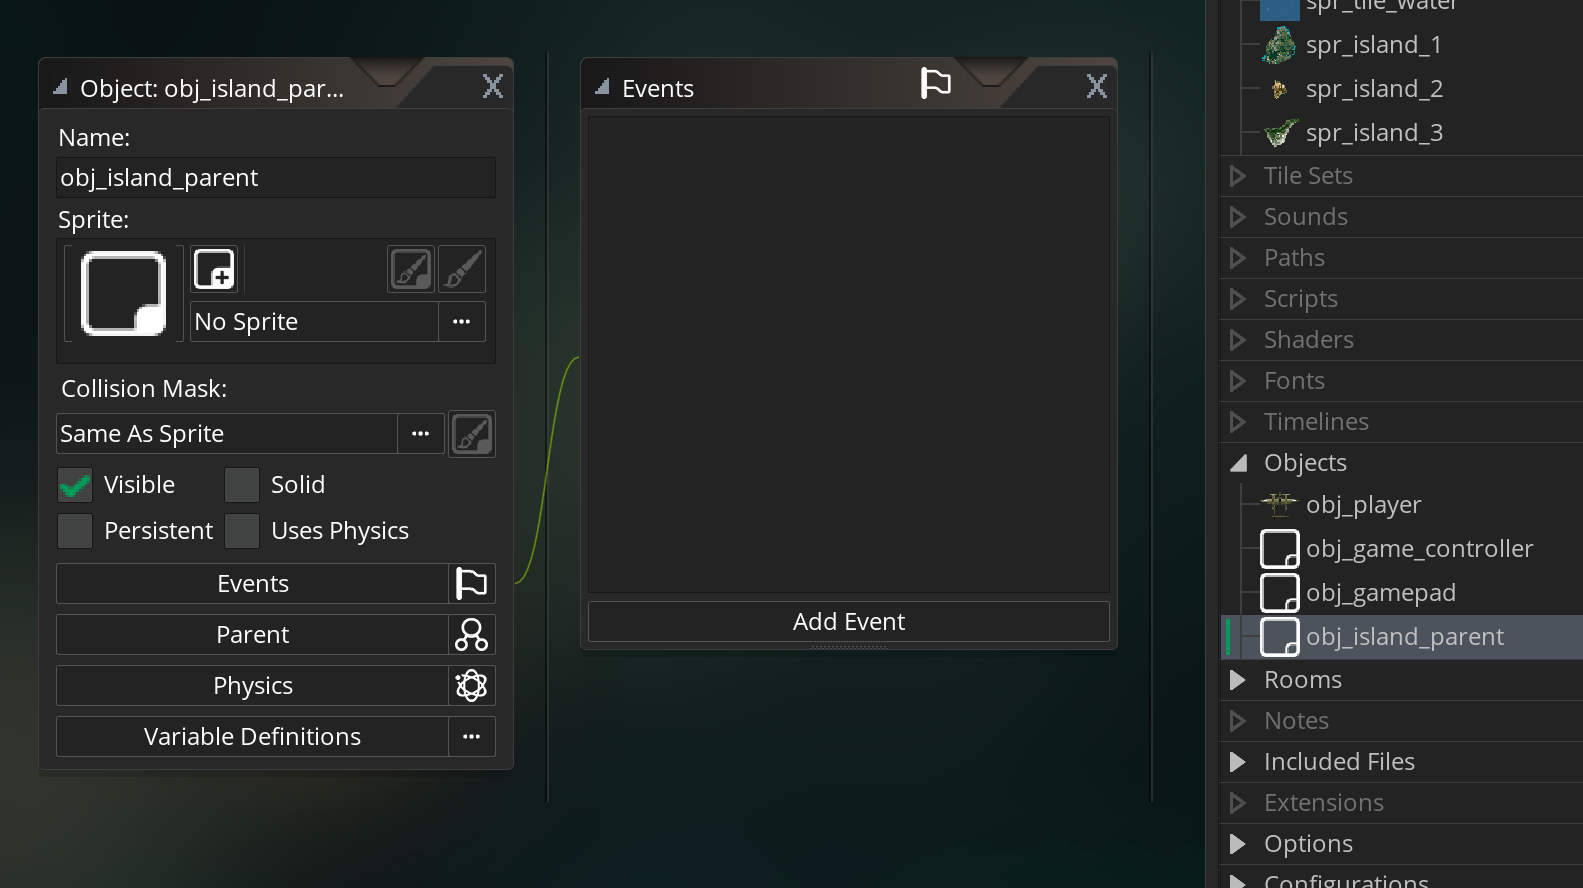 Object: obj_island_par...
Name:
obj_island_parent
Sprite:
No Sprite
...
Collision Mask:
Same As Sprite
...
Visible
Solid
Persistent
Uses Physics
Events
Parent
Physics
Variable Definitions
...
Events
Add Event
spr_tile_water
spr_island_1
spr_island_2
spr_island_3
Tile Sets
Sounds
Paths
Scripts
Shaders
Fonts
Timelines
Objects
obj_player
obj_game_controller
obj_gamepad
obj_island_parent
Rooms
Notes
Included Files
Extensions
Options
Configurations